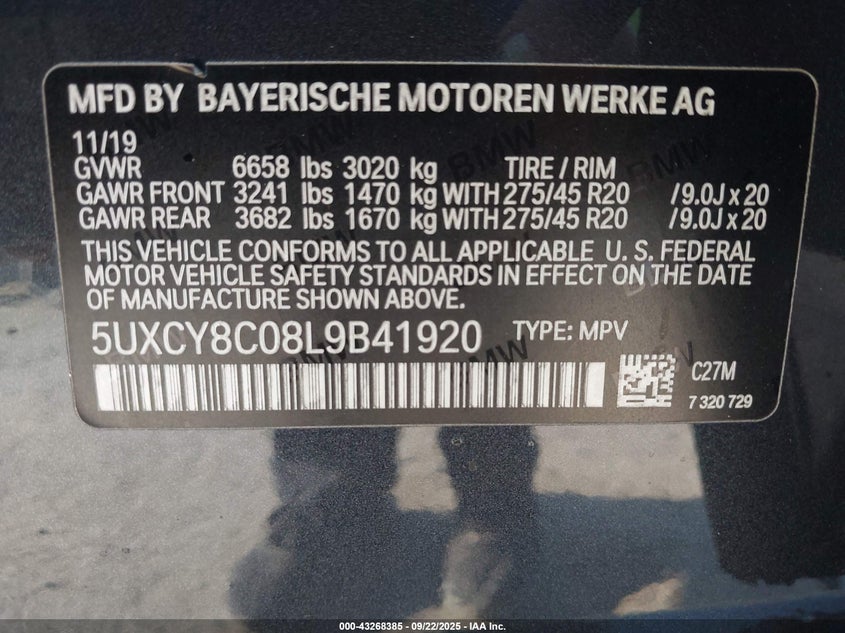 MFD BY BAYERISCHE MOTOREN WERKE AG
11/19
GVWR 6658 lbs 3020 kg TIRE / RIM
GAWR FRONT 3241 lbs 1470 kg WITH 275/45 R20 /9.0J x 20
GAWR REAR 3682 lbs 1670 kg WITH 275/45 R20 /9.0J x 20
THIS VEHICLE CONFORMS TO ALL APPLICABLE U. S. FEDERAL
MOTOR VEHICLE SAFETY STANDARDS IN EFFECT ON THE DATE
OF MANUFACTURE SHOWN ABOVE.
5UXCY8C08L9B41920 TYPE: MPV
C27M
7 320 729
000-43268385 - 09/22/2025 - IAA Inc.